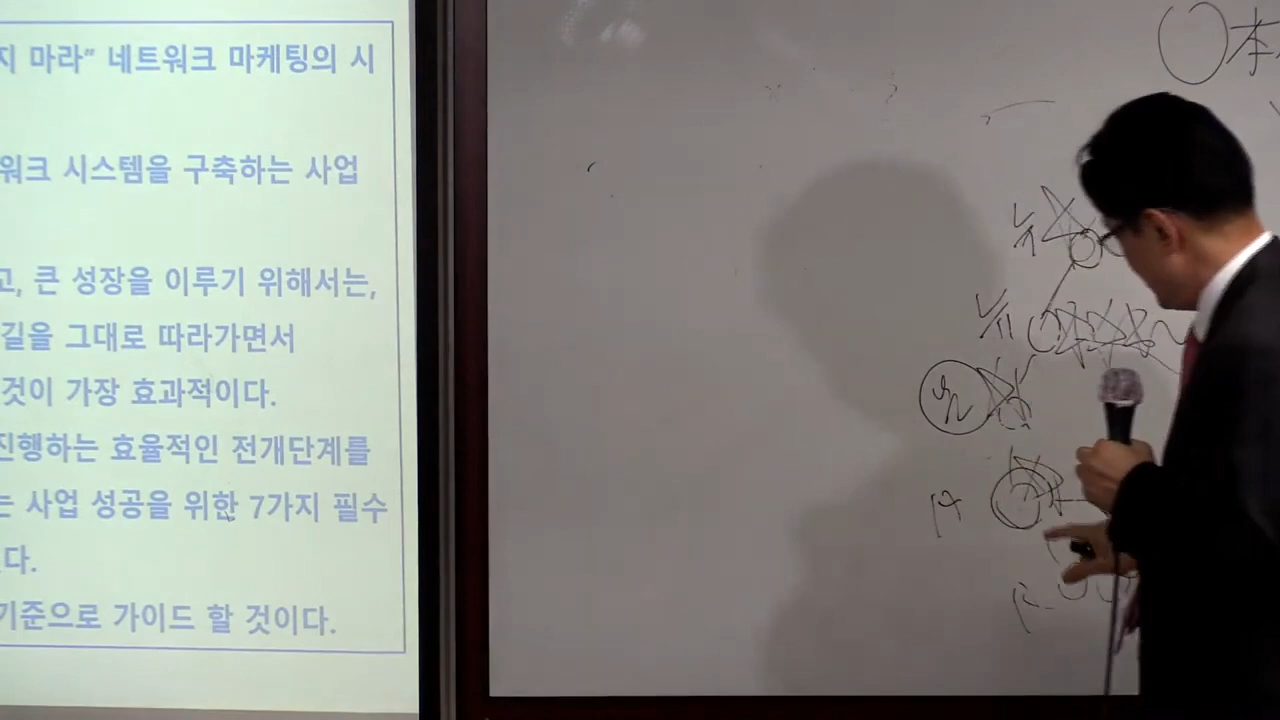 지 마라" 네트워크 마케팅의 시
워크 시스템을 구축하는 사업
고, 큰 성장을 이루기 위해서는,
길을 그대로 따라가면서
것이 가장 효과적이다.
진행하는 효율적인 전개단계를
는 사업 성공을 위한 7가지 필수
다.
기준으로 가이드 할 것이다.
本